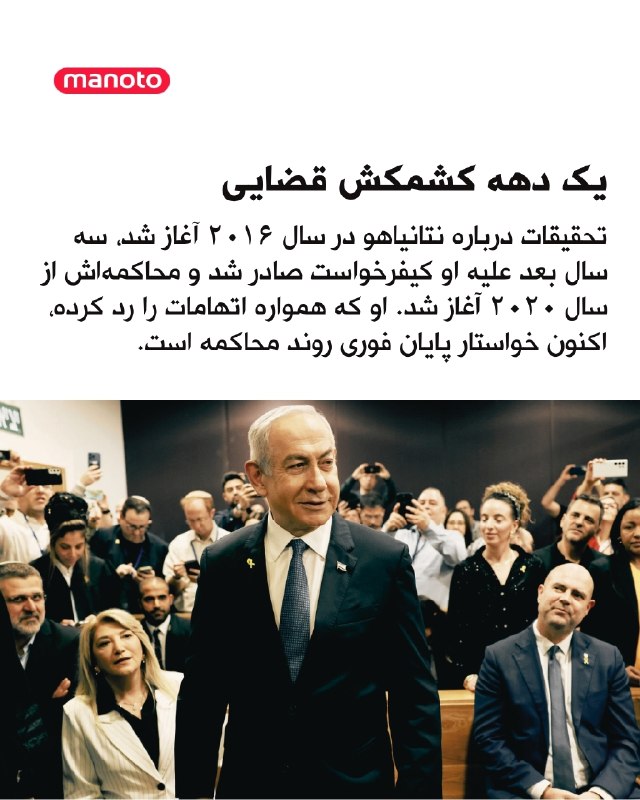 manoto
یک دهه کشمکش قضایی
تحقیقات درباره نتانیاهو در سال ۲۰۱۶ آغاز شد، سه
سال بعد علیه او کیفرخواست صادر شد و محاکمه‌اش از
سال ۲۰۲۰ آغاز شد. او که همواره اتهامات را رد کرده،
اکنون خواستار پایان فوری روند محاکمه است.